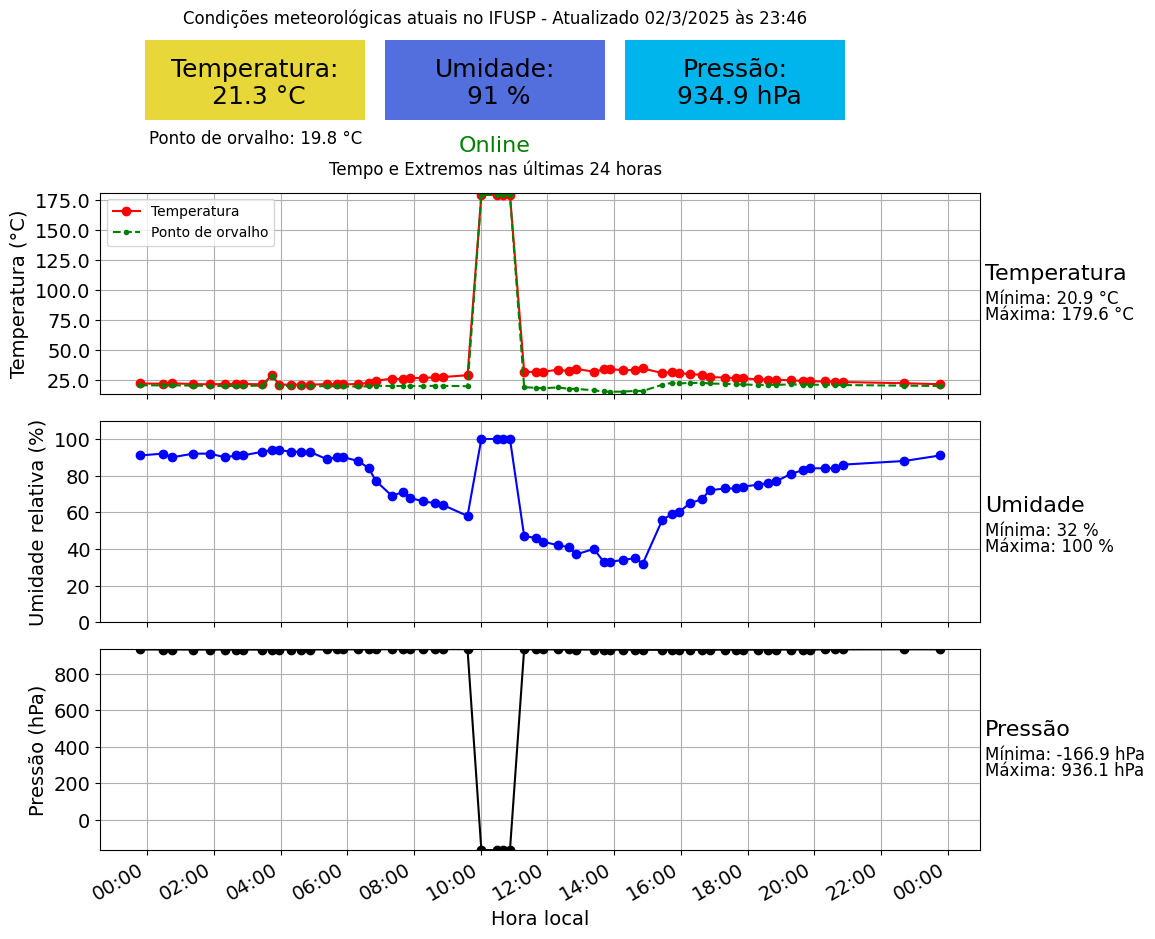 Condições meteorológicas atuais no IFUSP - Atualizado 02/3/2025 às 23:46
Temperatura:
21.3 °C
Umidade:
91 %
Pressão:
934.9 hPa
Ponto de orvalho: 19.8 °C
Online
Tempo e Extremos nas últimas 24 horas
Temperatura (°C)
175.0
150.0
125.0
100.0
75.0
50.0
25.0
Temperatura
Ponto de orvalho
Temperatura
Mínima: 20.9 °C
Máxima: 179.6 °C
Umidade relativa (%)
100
80
60
40
20
0
Umidade
Mínima: 32 %
Máxima: 100 %
Pressão (hPa)
800
600
400
200
0
Pressão
Mínima: -166.9 hPa
Máxima: 936.1 hPa
00:00 02:00 04:00 06:00 08:00 10:00 12:00 14:00 16:00 18:00 20:00 22:00 00:00
Hora local